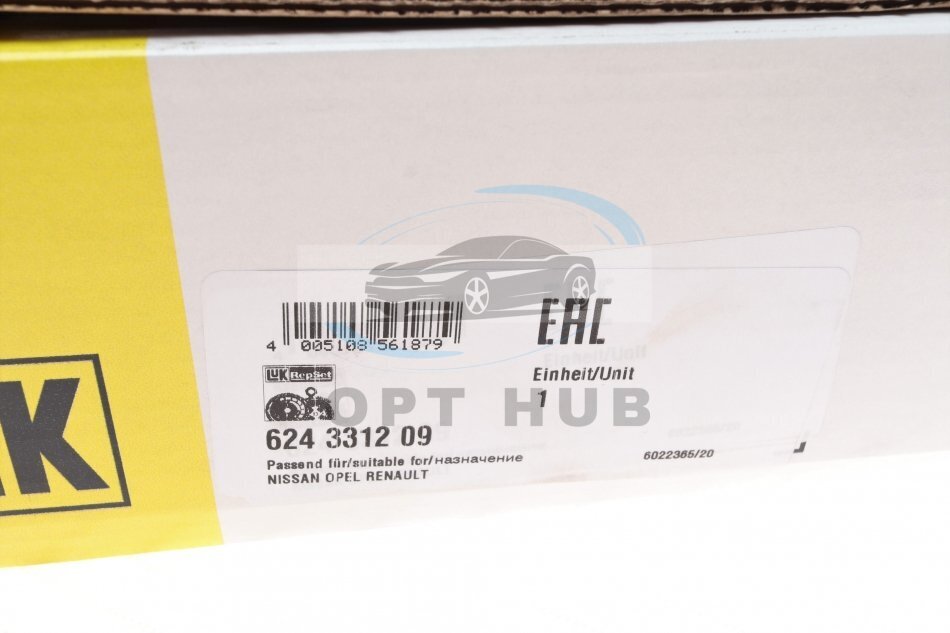 4 005108 561879
EAC
LuK RepSet
Einheit/Unit
1
OPT HUB
624 3312 09
Passend für/suitable for/назначение
NISSAN OPEL RENAULT
6022365/20